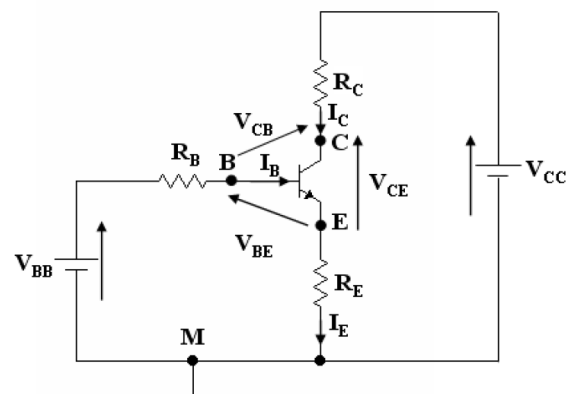 R_C
I_C
V_CB
C
R_B
B
I_B
V_CE
V_CC
E
V_BE
V_BB
R_E
I_E
M